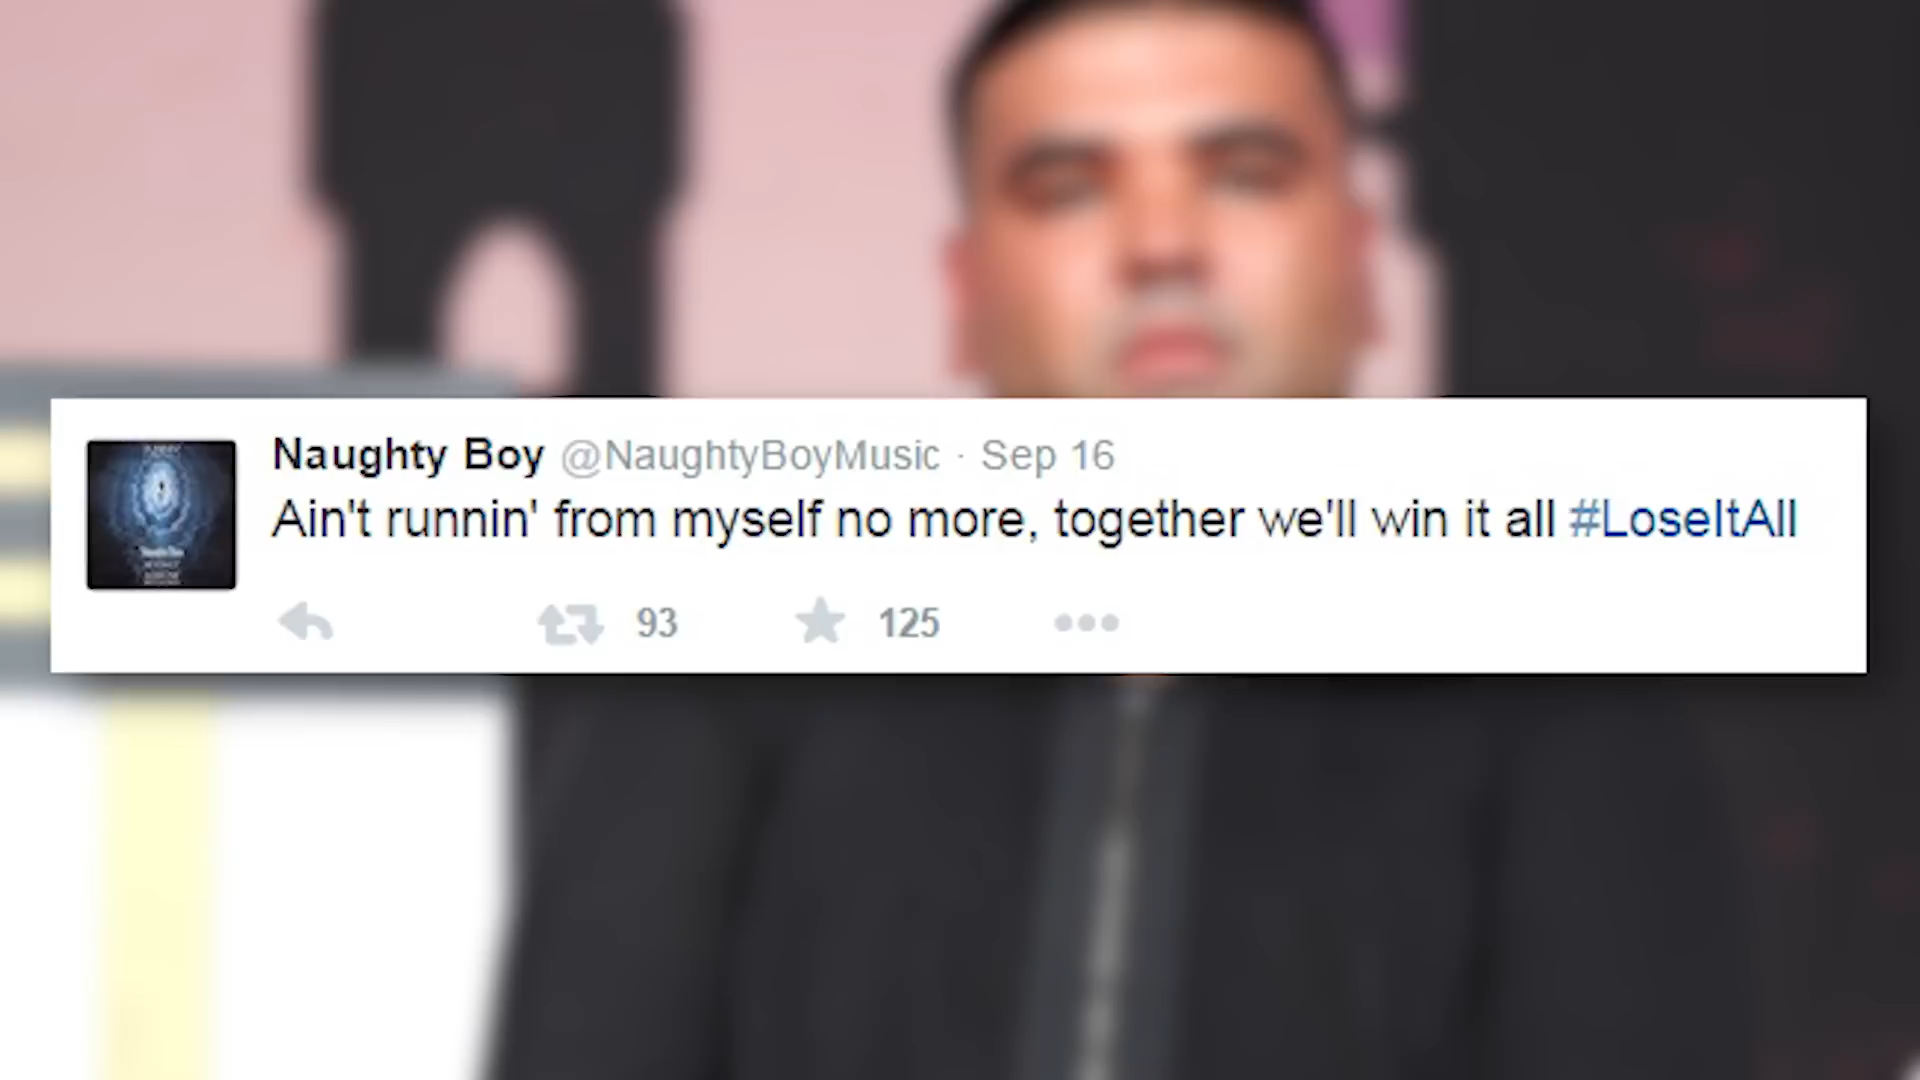 Naughty Boy @NaughtyBoyMusic · Sep 16
Ain't runnin' from myself no more, together we'll win it all #LoseItAll
93 125